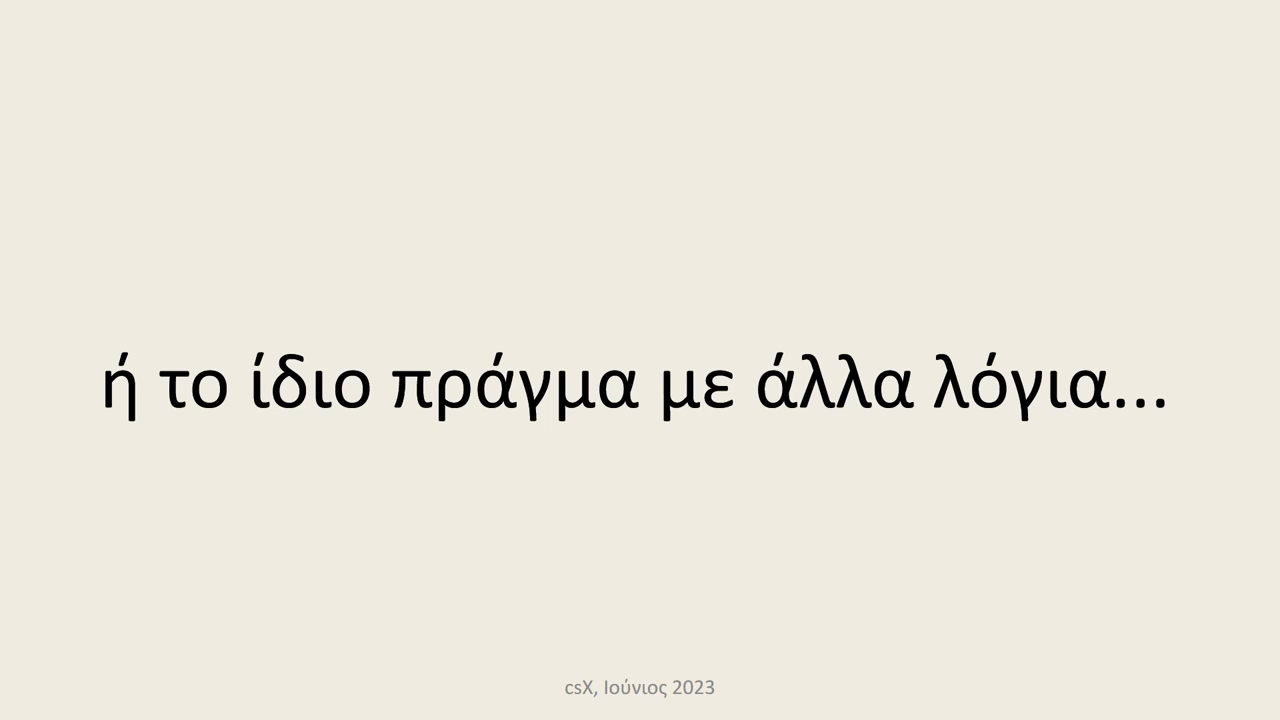 ή το ίδιο πράγμα με άλλα λόγια...
csX, Ιούνιος 2023